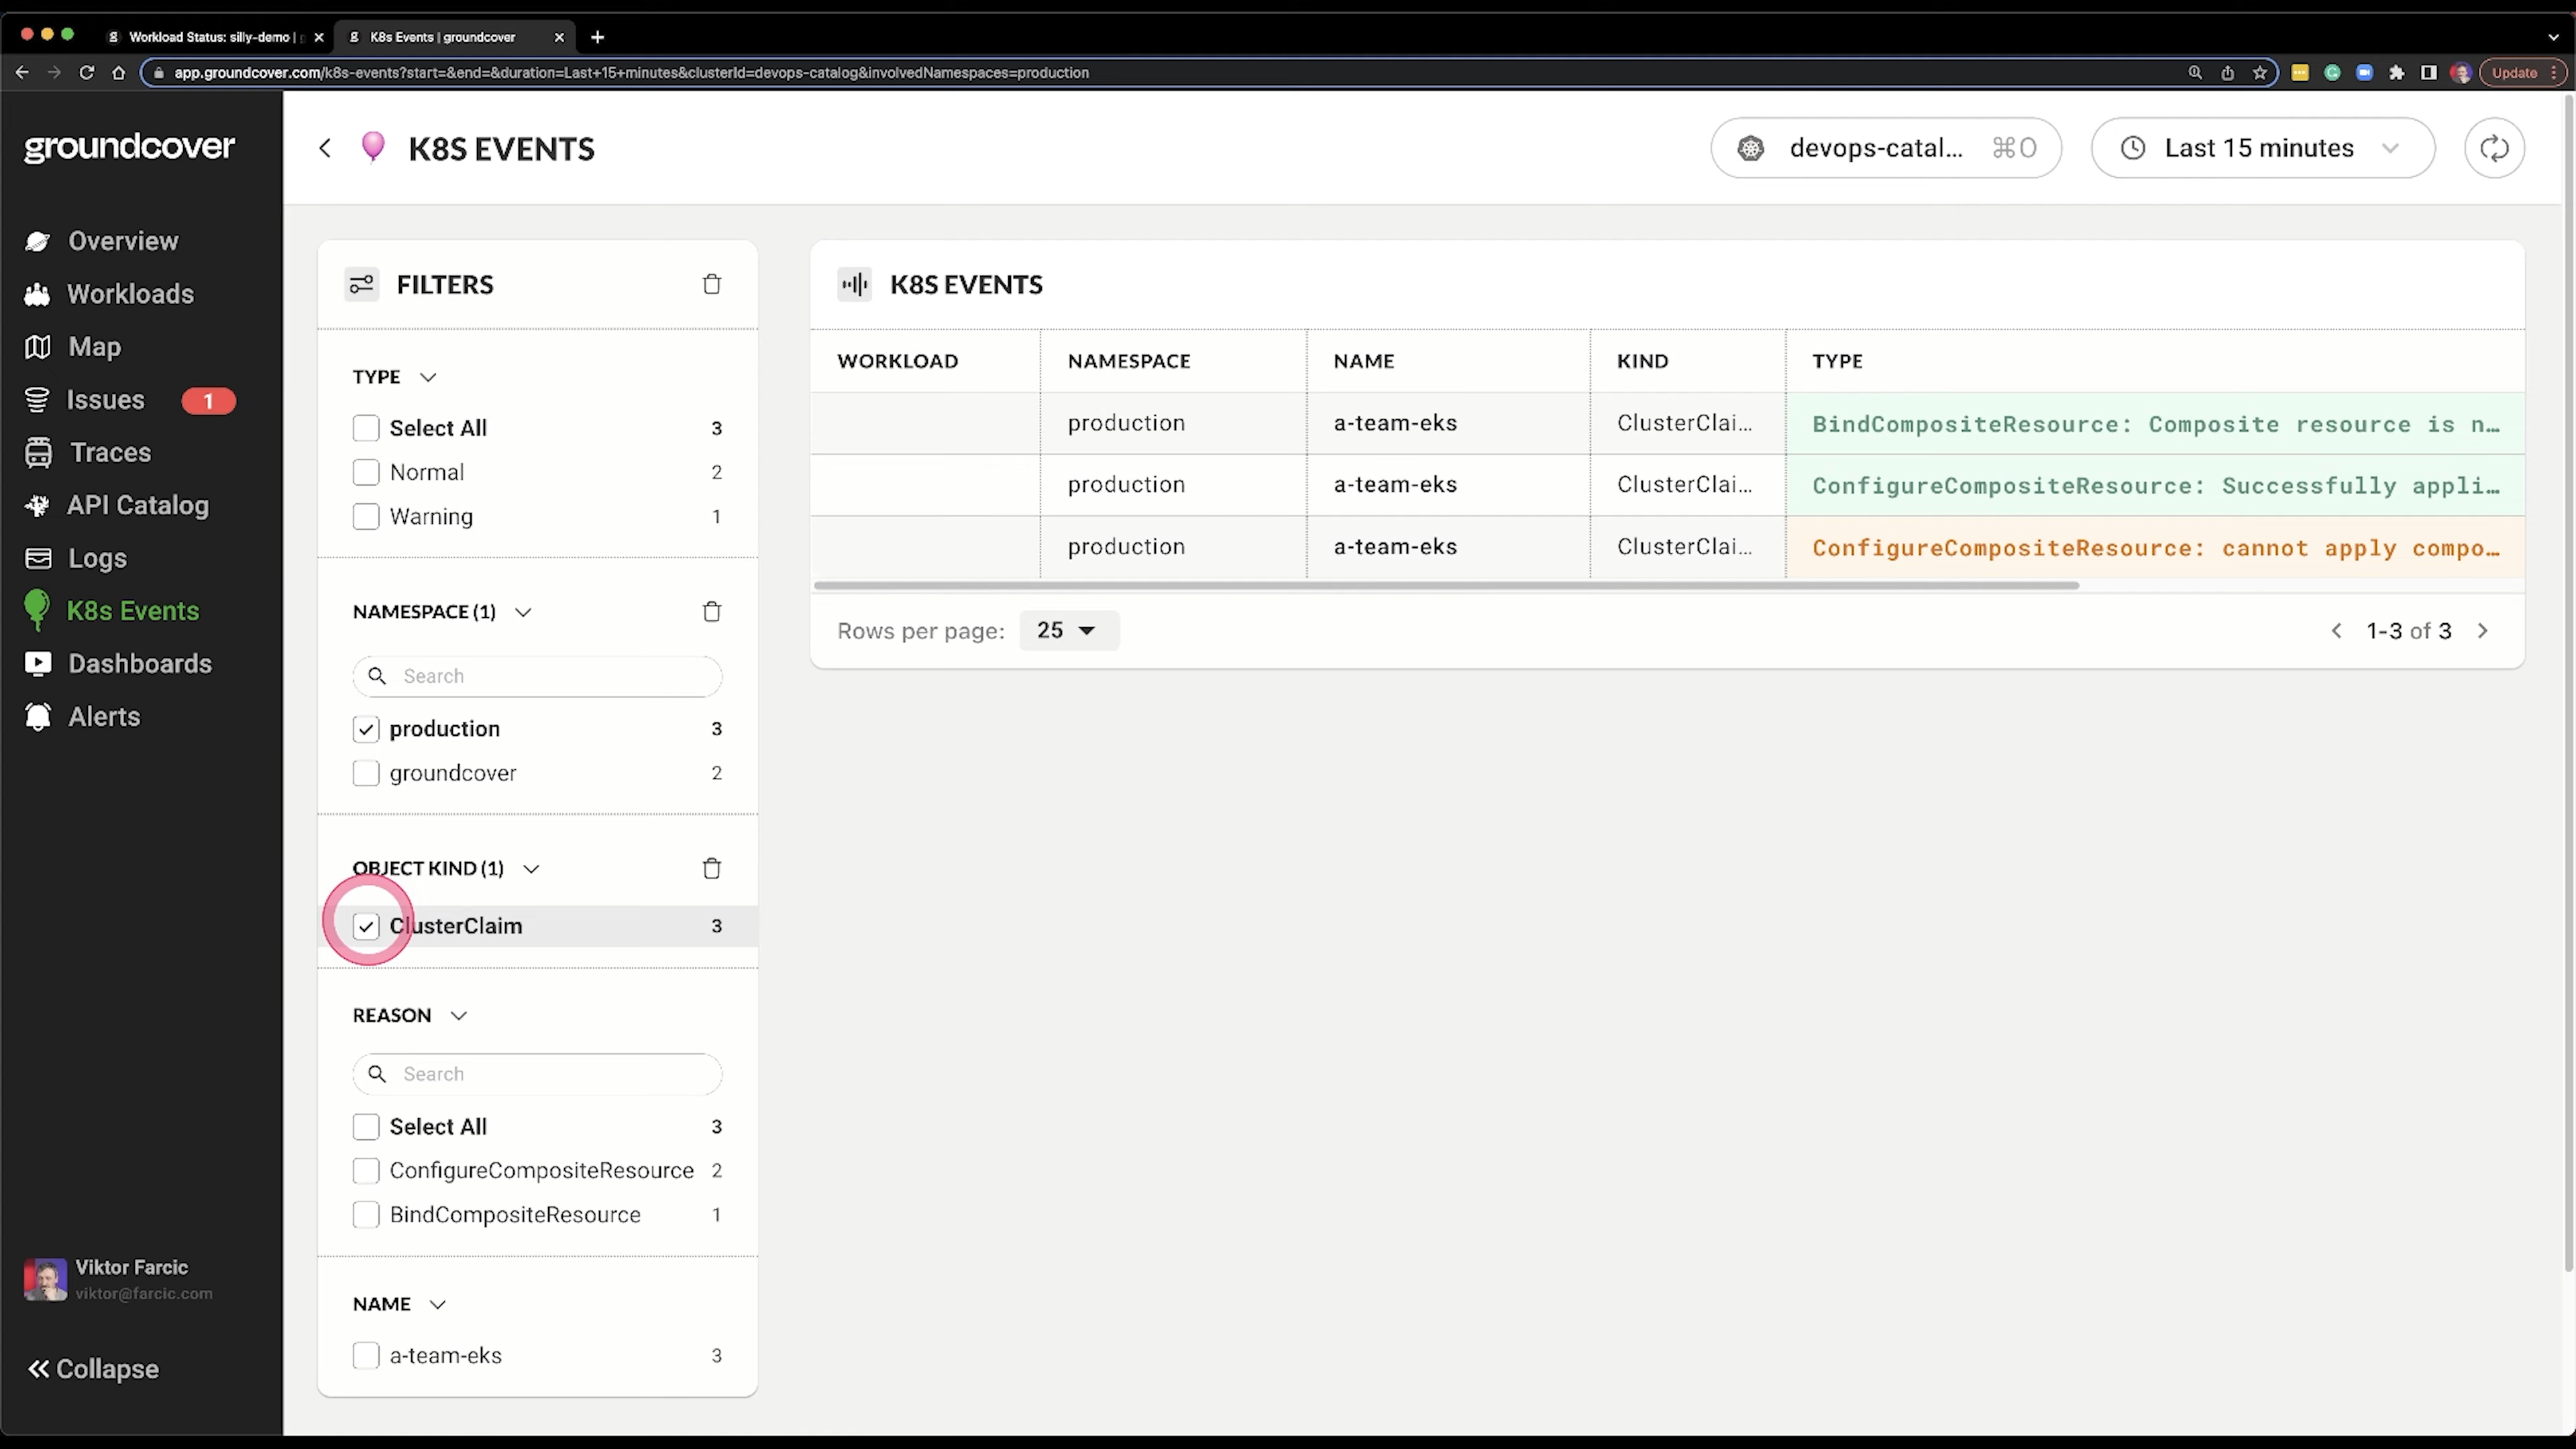 Workload Status: silly-demo |
K8s Events | groundcover
app.groundcover.com/k8s-events?start=&end=&duration=Last+15+minutes&clusterId=devops-catalog&involvedNamespaces=production
Update
groundcover
Overview
Workloads
Map
Issues 1
Traces
API Catalog
Logs
K8s Events
Dashboards
Alerts
Viktor Farcic
viktor@farcic.com
Collapse
K8S EVENTS
devops-catal... ⌘O
Last 15 minutes
FILTERS
TYPE
Select All 3
Normal 2
Warning 1
NAMESPACE (1)
Search
production 3
groundcover 2
OBJECT KIND (1)
ClusterClaim 3
REASON
Search
Select All 3
ConfigureCompositeResource 2
BindCompositeResource 1
NAME
a-team-eks 3
K8S EVENTS
WORKLOAD NAMESPACE NAME KIND TYPE
production a-team-eks ClusterClai... BindCompositeResource: Composite resource is n...
production a-team-eks ClusterClai... ConfigureCompositeResource: Successfully appli...
production a-team-eks ClusterClai... ConfigureCompositeResource: cannot apply compo...
Rows per page: 25
1-3 of 3